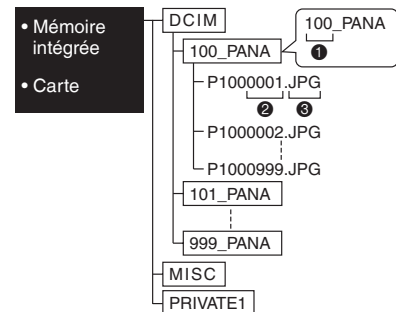 • Mémoire
intégrée
• Carte
DCIM
100_PANA
100_PANA
❶
P1000001.JPG
❷ ❸
P1000002.JPG
P1000999.JPG
101_PANA
999_PANA
MISC
PRIVATE1